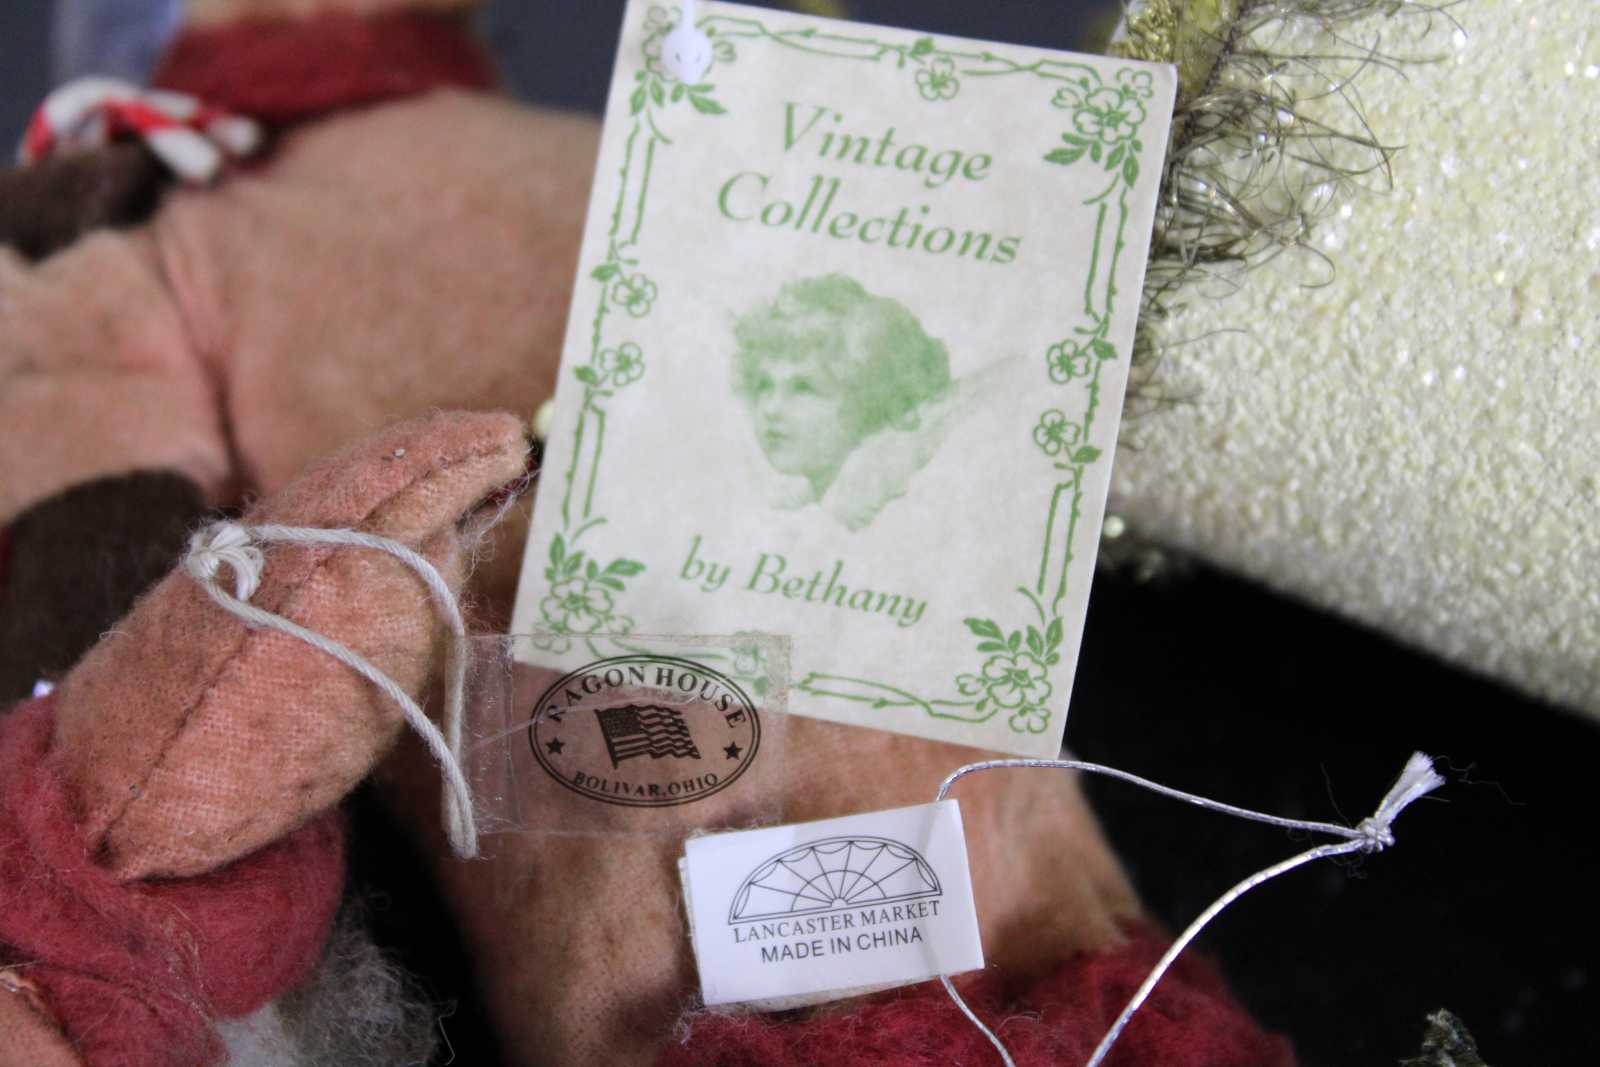 Vintage
Collections
by Bethany
RAGON HOUSE
BOLIVAR, OHIO
LANCASTER MARKET
MADE IN CHINA